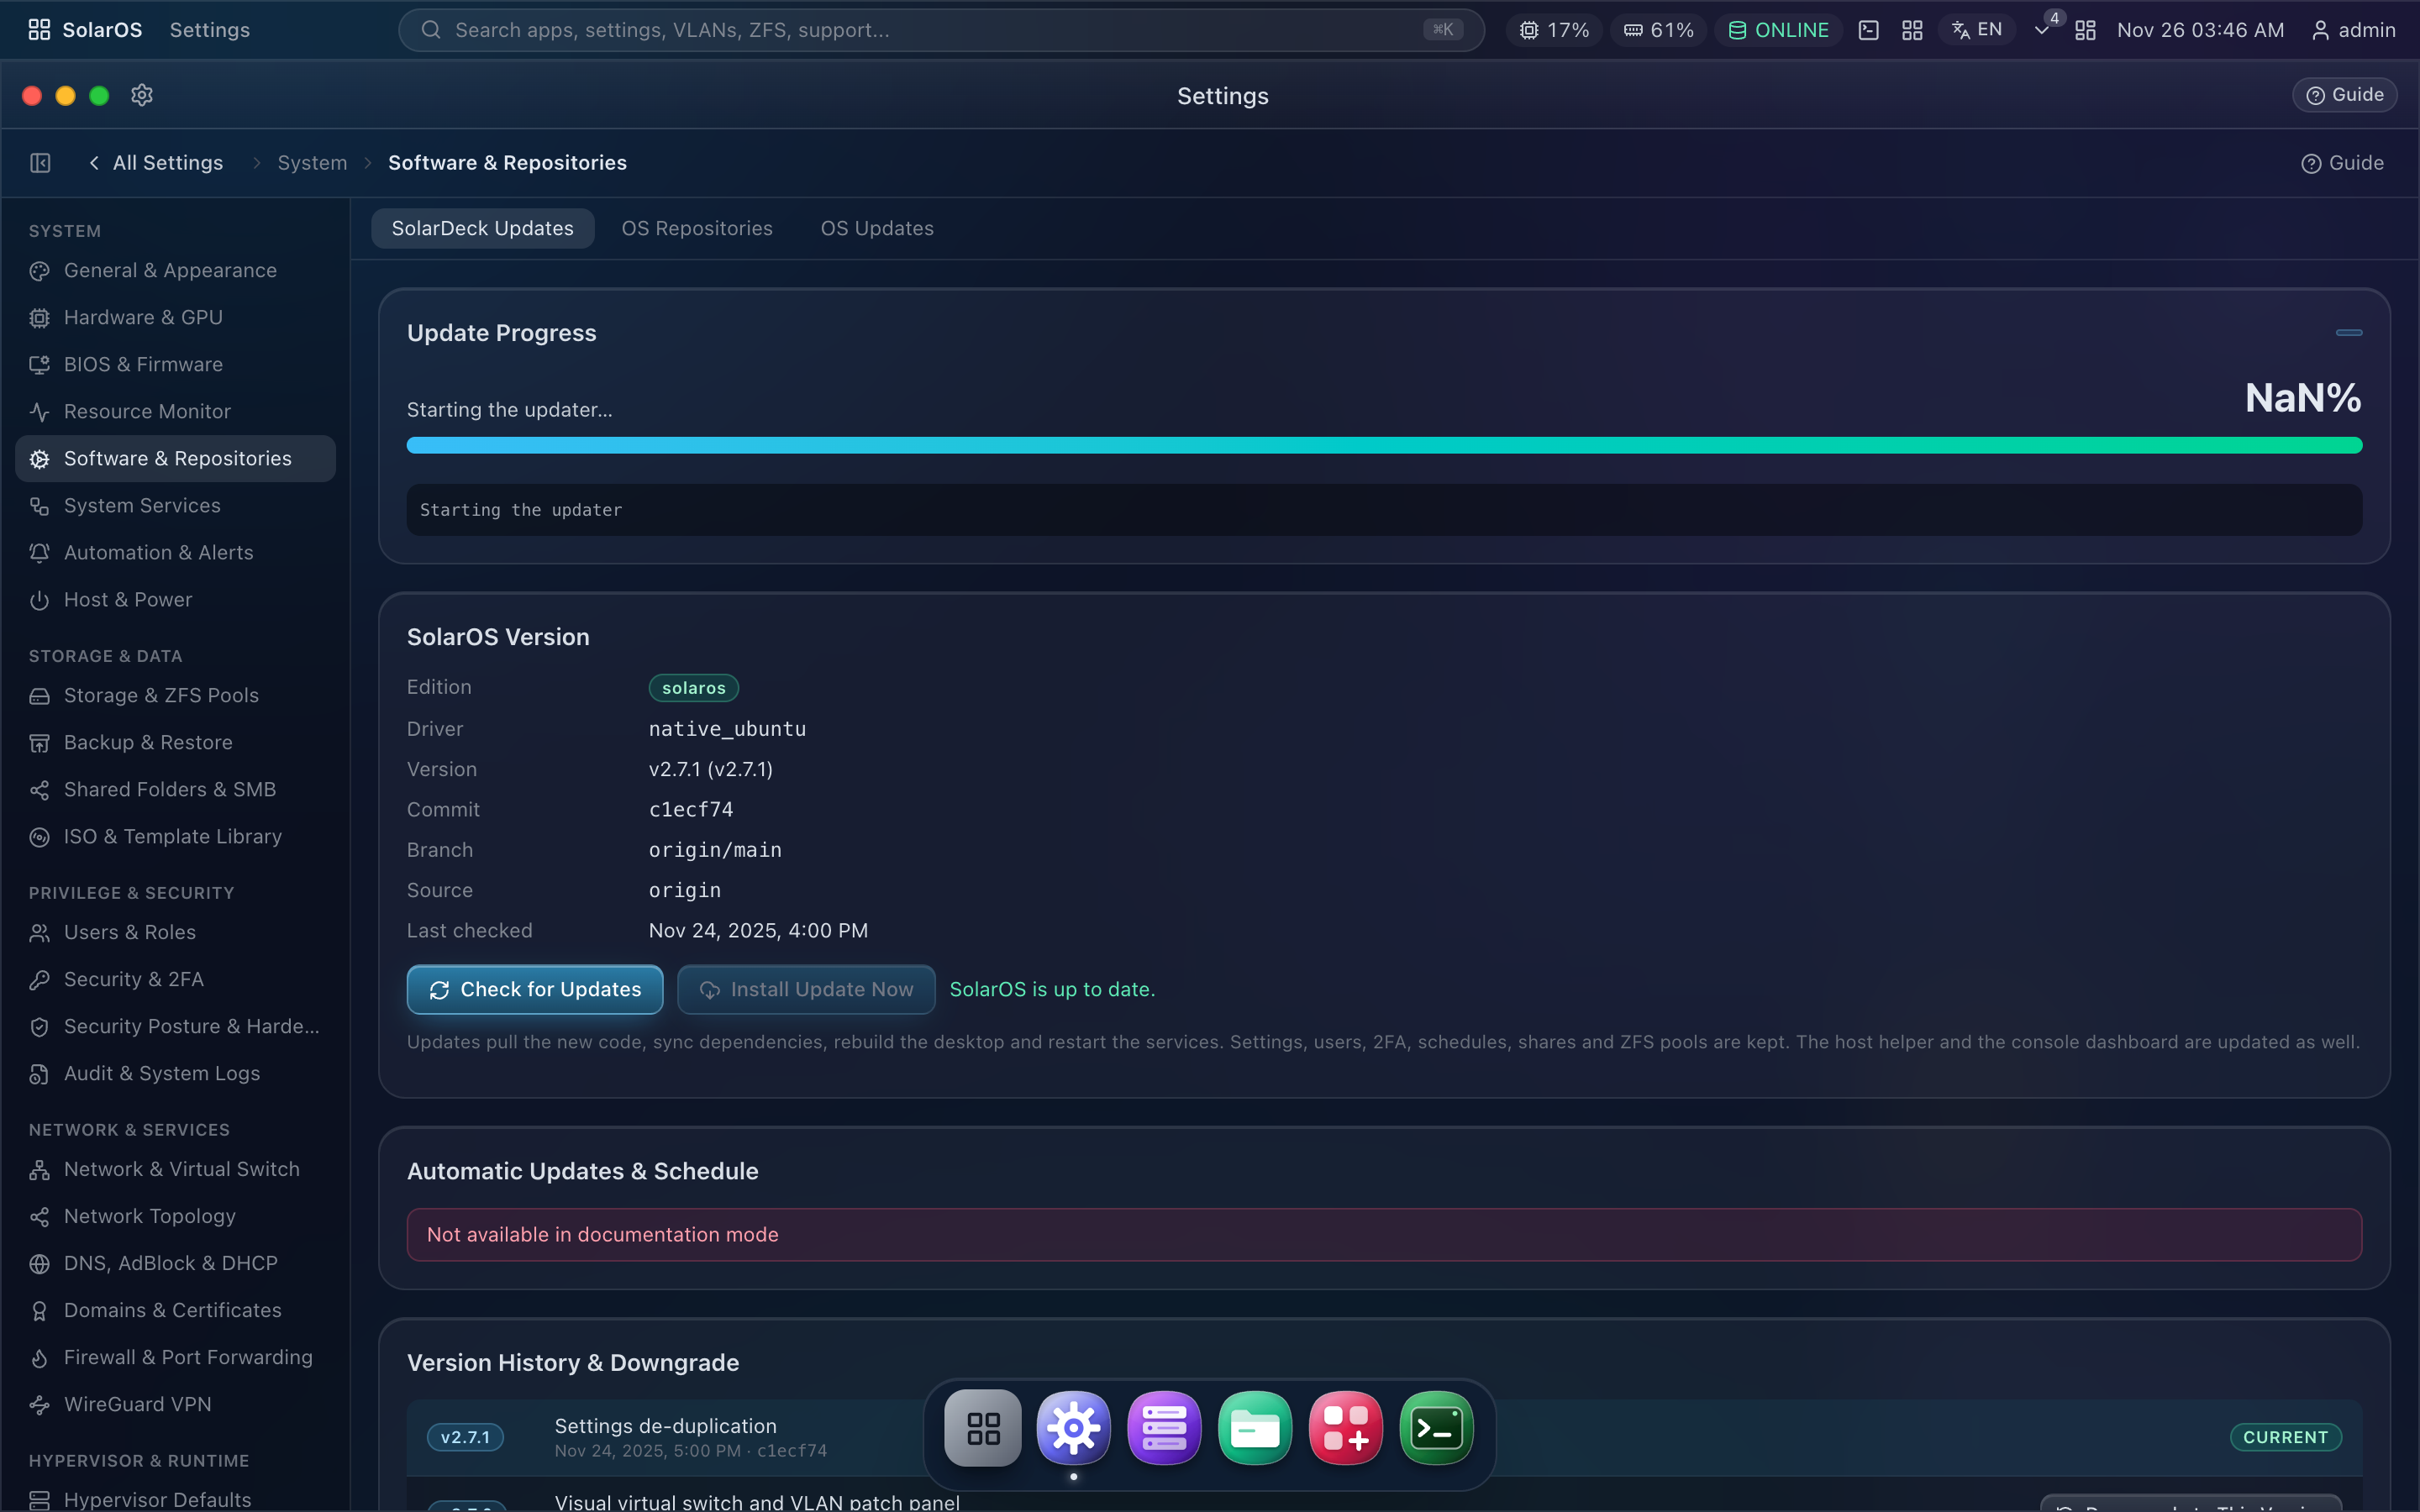 SolarOS Settings Search apps, settings, VLANs, ZFS, support... ⌘K 17% 61% ONLINE EN 4 Nov 26 03:46 AM admin
Settings Guide
All Settings System Software & Repositories Guide
SYSTEM
General & Appearance
Hardware & GPU
BIOS & Firmware
Resource Monitor
Software & Repositories
System Services
Automation & Alerts
Host & Power
STORAGE & DATA
Storage & ZFS Pools
Backup & Restore
Shared Folders & SMB
ISO & Template Library
PRIVILEGE & SECURITY
Users & Roles
Security & 2FA
Security Posture & Harde...
Audit & System Logs
NETWORK & SERVICES
Network & Virtual Switch
Network Topology
DNS, AdBlock & DHCP
Domains & Certificates
Firewall & Port Forwarding
WireGuard VPN
HYPERVISOR & RUNTIME
Hypervisor Defaults
SolarDeck Updates OS Repositories OS Updates
Update Progress
Starting the updater... NaN%
Starting the updater
SolarOS Version
Edition solaros
Driver native_ubuntu
Version v2.7.1 (v2.7.1)
Commit c1ecf74
Branch origin/main
Source origin
Last checked Nov 24, 2025, 4:00 PM
Check for Updates Install Update Now SolarOS is up to date.
Updates pull the new code, sync dependencies, rebuild the desktop and restart the services. Settings, users, 2FA, schedules, shares and ZFS pools are kept. The host helper and the console dashboard are updated as well.
Automatic Updates & Schedule
Not available in documentation mode
Version History & Downgrade
v2.7.1 Settings de-duplication CURRENT
Nov 24, 2025, 5:00 PM · c1ecf74
Visual virtual switch and VLAN patch panel